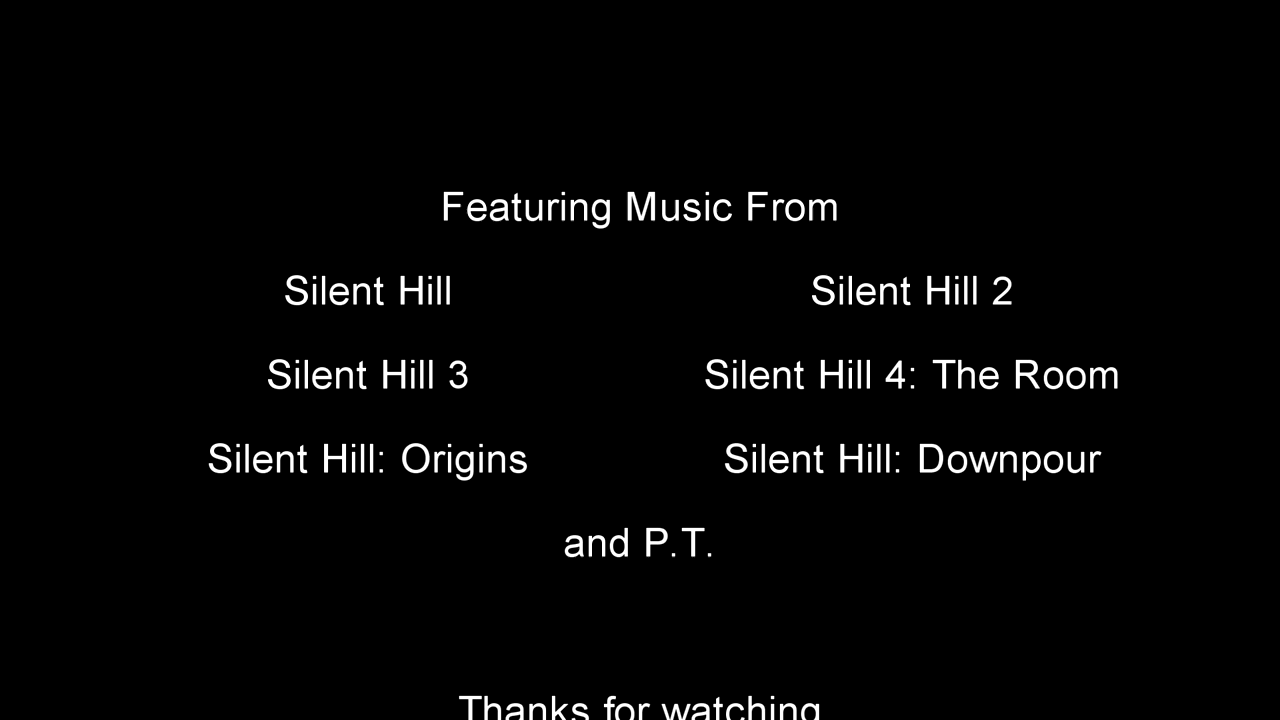 Featuring Music From
Silent Hill Silent Hill 2
Silent Hill 3 Silent Hill 4: The Room
Silent Hill: Origins Silent Hill: Downpour
and P.T.
Thanks for watching